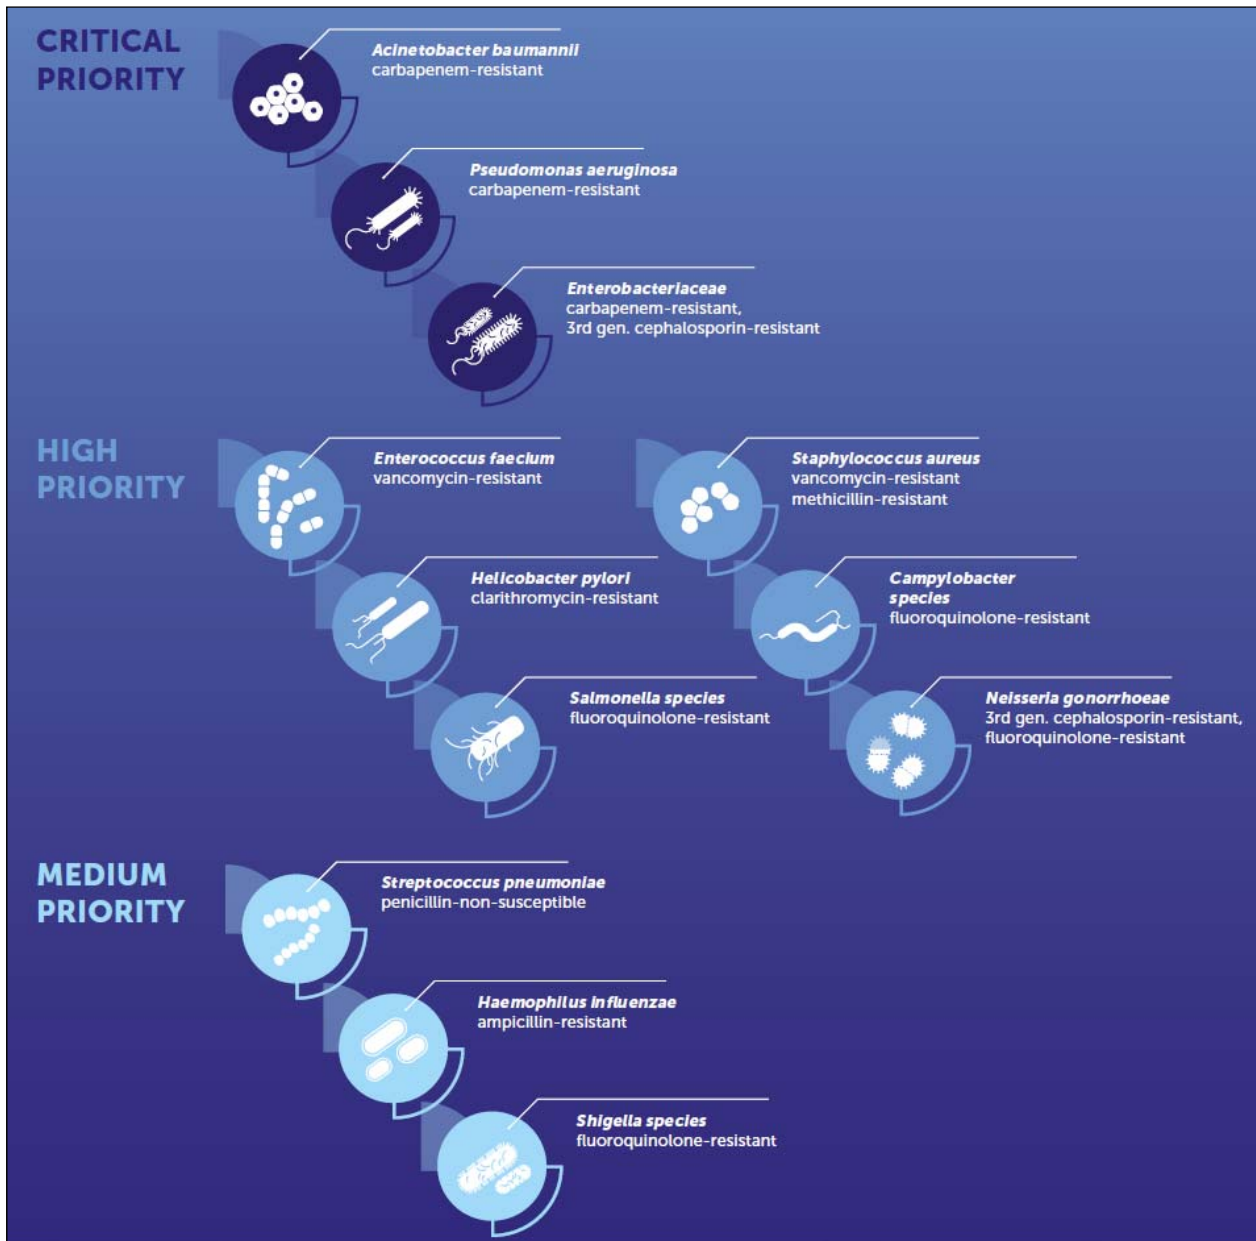 CRITICAL
PRIORITY
Acinetobacter baumannii
carbapenem-resistant
Pseudomonas aeruginosa
carbapenem-resistant
Enterobacteriaceae
carbapenem-resistant,
3rd gen. cephalosporin-resistant
HIGH
PRIORITY
Enterococcus faecium
vancomycin-resistant
Helicobacter pylori
clarithromycin-resistant
Salmonella species
fluoroquinolone-resistant
Staphylococcus aureus
vancomycin-resistant
methicillin-resistant
Campylobacter
species
fluoroquinolone-resistant
Neisseria gonorrhoeae
3rd gen. cephalosporin-resistant,
fluoroquinolone-resistant
MEDIUM
PRIORITY
Streptococcus pneumoniae
penicillin-non-susceptible
Haemophilus influenzae
ampicillin-resistant
Shigella species
fluoroquinolone-resistant